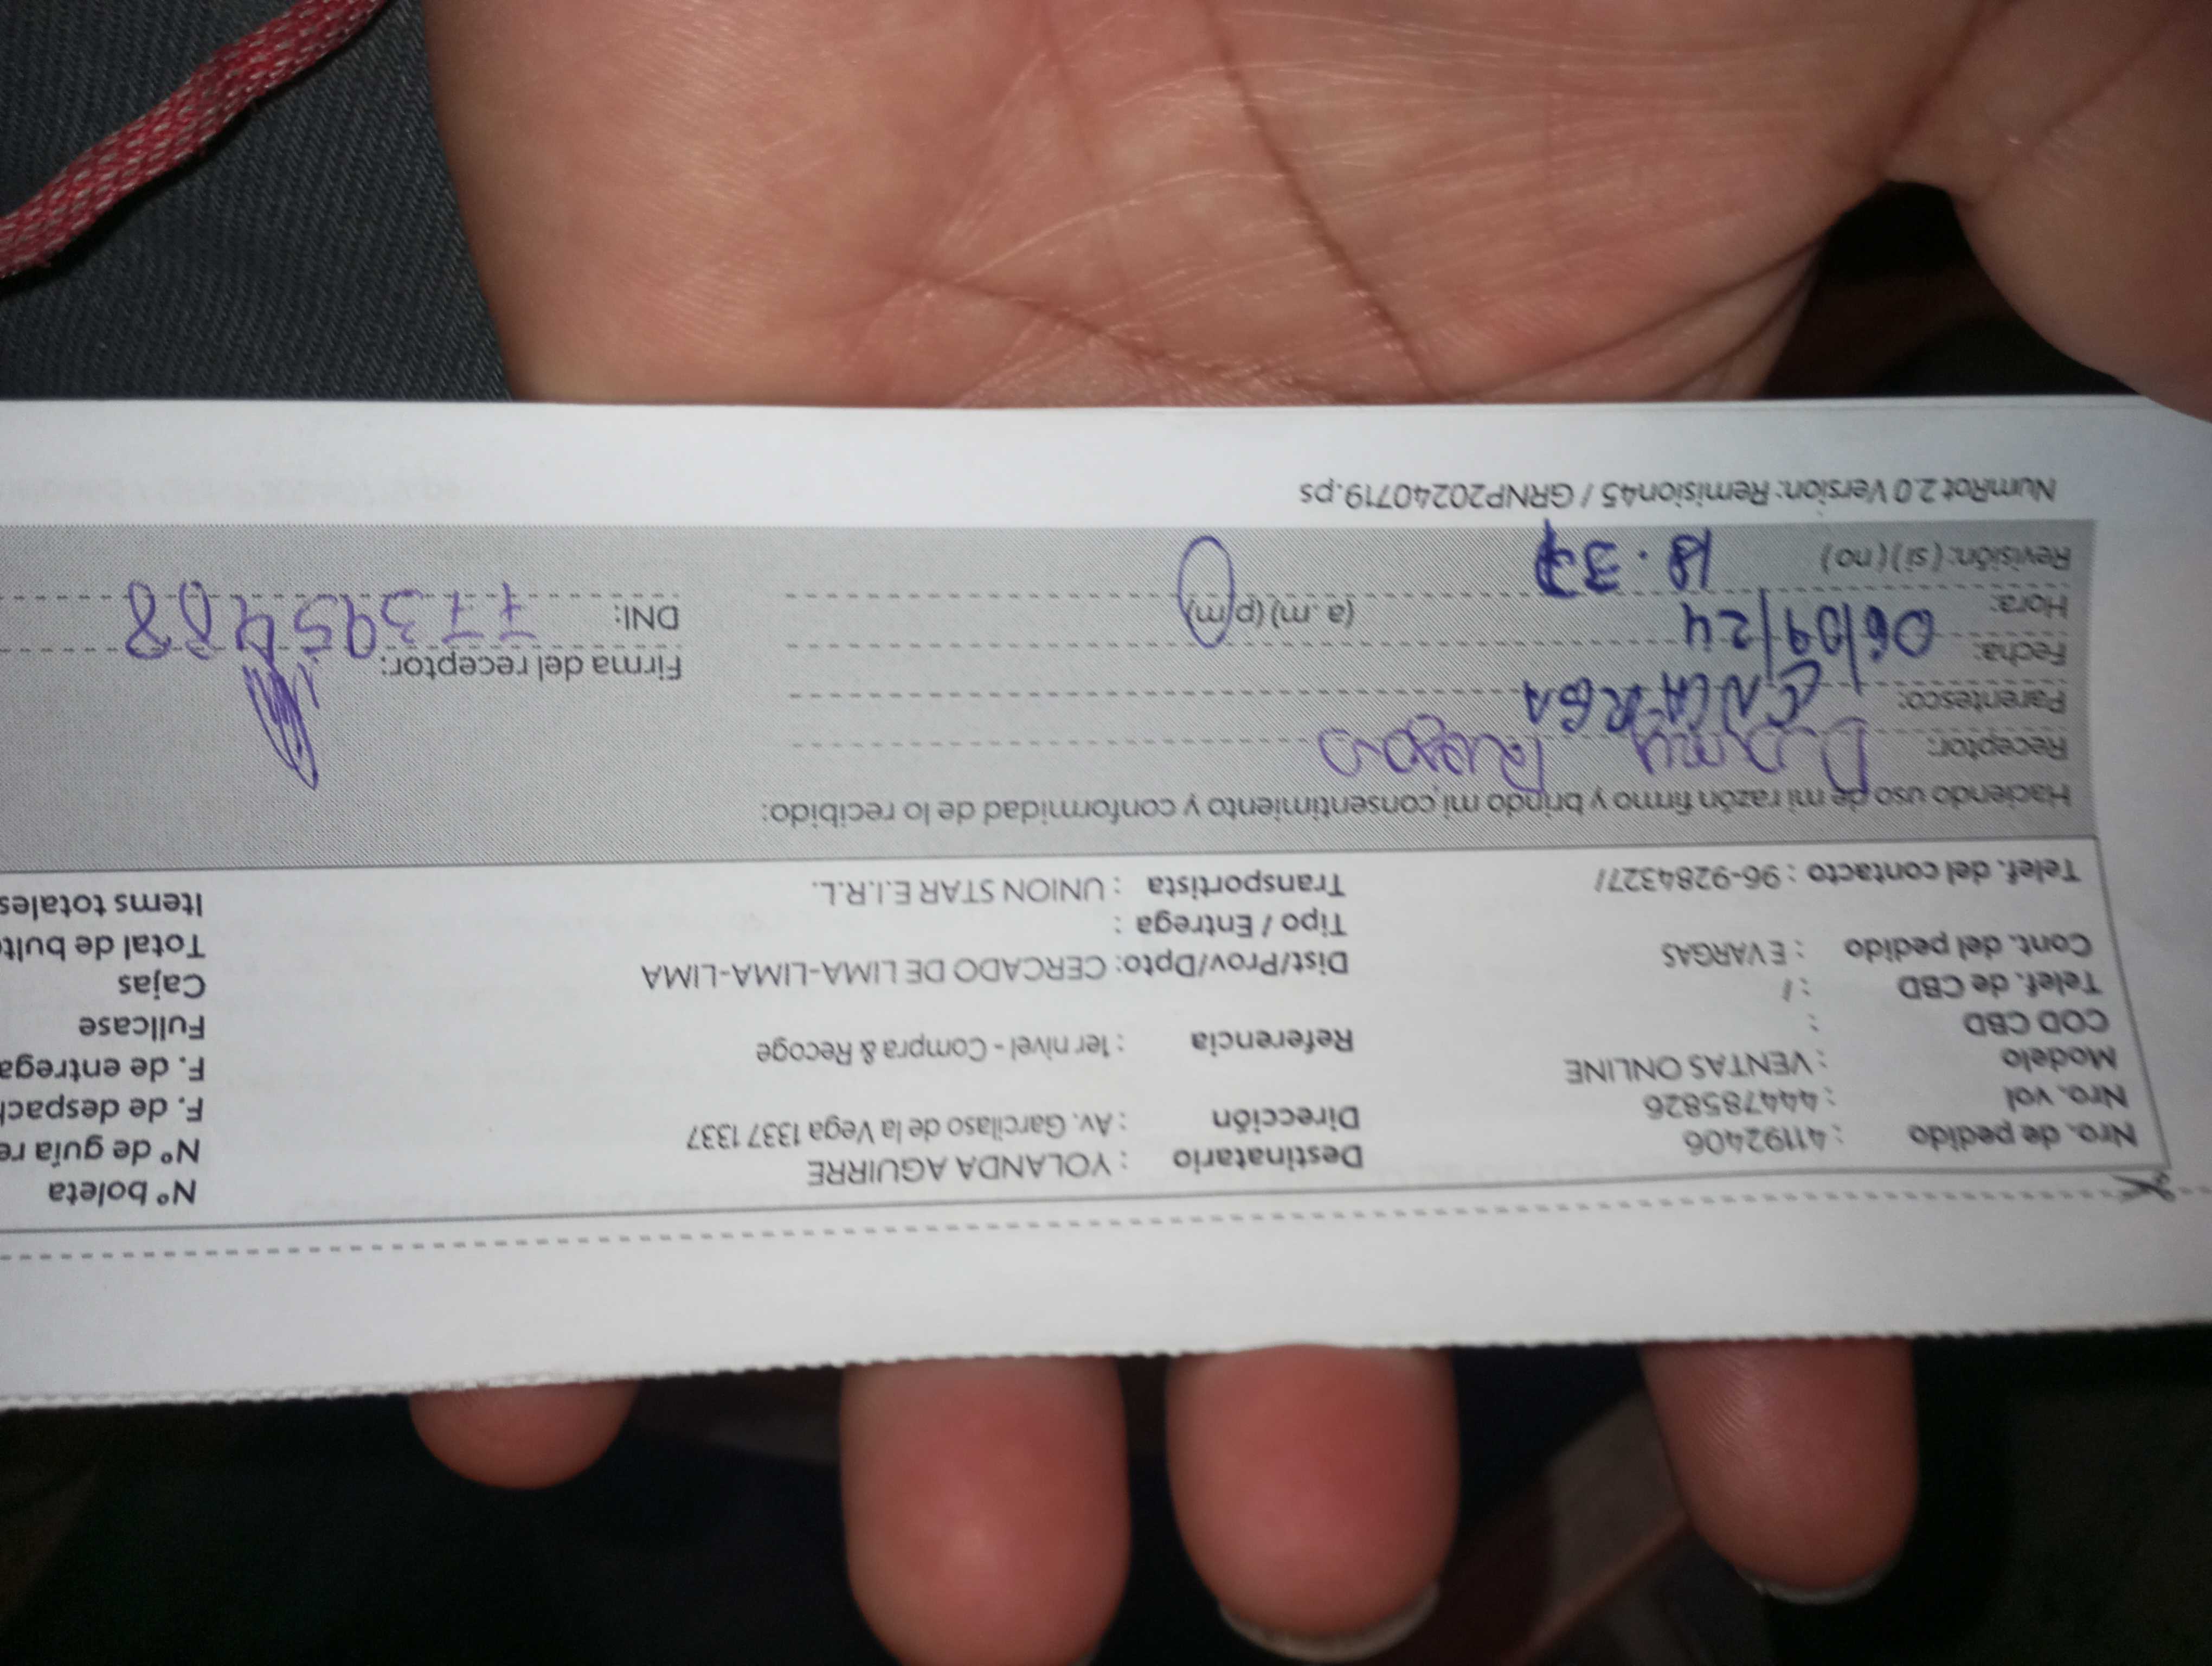 Nro. de pedido : 41192406
Nro. vol : 444785826
Modelo : VENTAS ONLINE
COD CBD :
Telef. de CBD : /
Cont. del pedido : E VARGAS
Telef. del contacto : 96-9284327/
Destinatario : YOLANDA AGUIRRE
Dirección : Av. Garcilaso de la Vega 1337 1337
Referencia : 1er nivel - Compra & Recoge
Dist/Prov/Dpto: CERCADO DE LIMA-LIMA-LIMA
Tipo / Entrega :
Transportista : UNION STAR E.I.R.L.
N° boleta
N° de guía re
F. de despach
F. de entrega
Fullcase
Cajas
Total de bult
Items totales
Haciendo uso de mi razón firmo y brindo mi consentimiento y conformidad de lo recibido:
Receptor:
Parentesco: ENCARGA
Fecha: 06/09/24
Hora: (a.m) (p.m)
Revisión: (si) (no) 18.37
Firma del receptor:
DNI: 77395488
NumRot 2.0 Version: Remision45 / GRNP20240719.ps